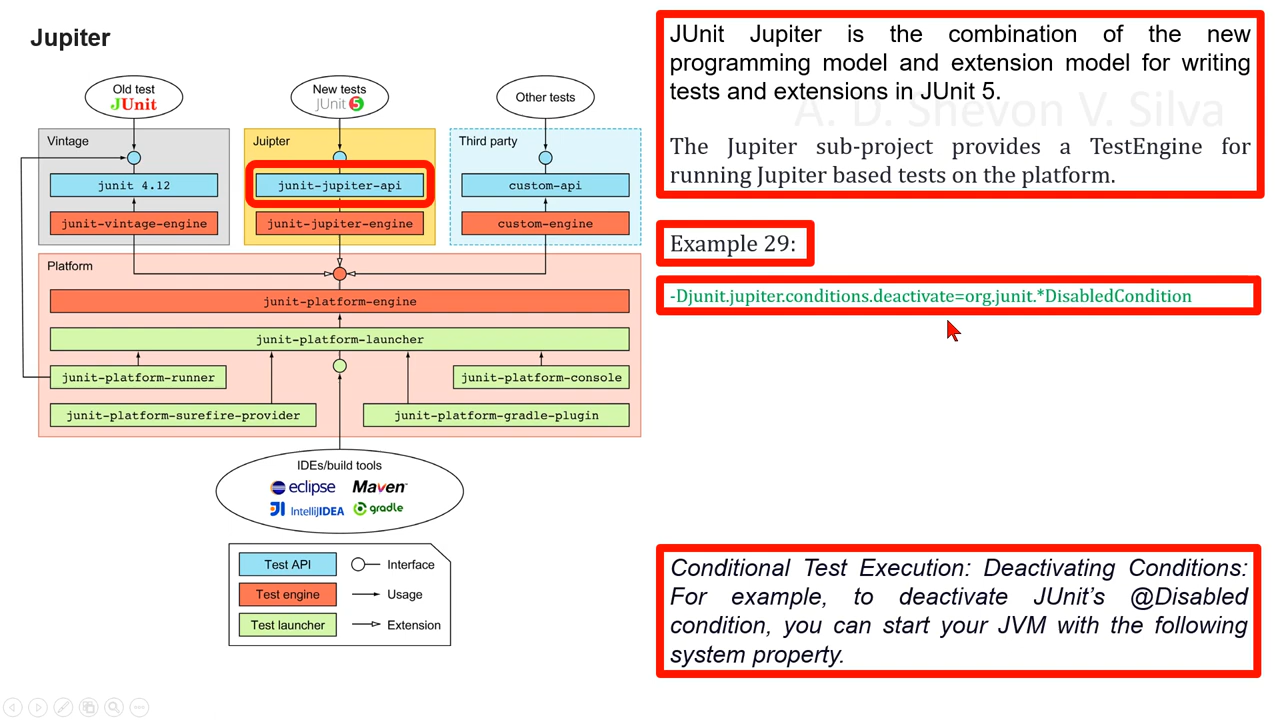 Jupiter
Old test
JUnit
New tests
JUnit 5
Other tests
Vintage
Juipter
Third party
junit 4.12
junit-jupiter-api
custom-api
junit-vintage-engine
junit-jupiter-engine
custom-engine
Platform
junit-platform-engine
junit-platform-launcher
junit-platform-runner
junit-platform-console
junit-platform-surefire-provider
junit-platform-gradle-plugin
IDEs/build tools
eclipse
Maven
IntelliJIDEA
gradle
Test API
Interface
Test engine
Usage
Test launcher
Extension
JUnit Jupiter is the combination of the new
programming model and extension model for writing
tests and extensions in JUnit 5.
A. D. Shevon V. Silva
The Jupiter sub-project provides a TestEngine for
running Jupiter based tests on the platform.
Example 29:
-Djunit.jupiter.conditions.deactivate=org.junit.*DisabledCondition
Conditional Test Execution: Deactivating Conditions:
For example, to deactivate JUnit’s @Disabled
condition, you can start your JVM with the following
system property.